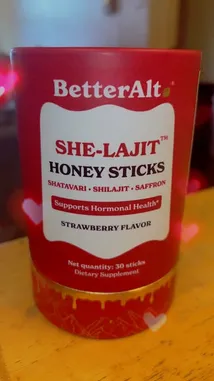 BetterAlt
SHE-LAJIT™
HONEY STICKS
SHATAVARI • SHILAJIT • SAFFRON
Supports Hormonal Health*
STRAWBERRY FLAVOR
Net quantity: 30 sticks
Dietary Supplement